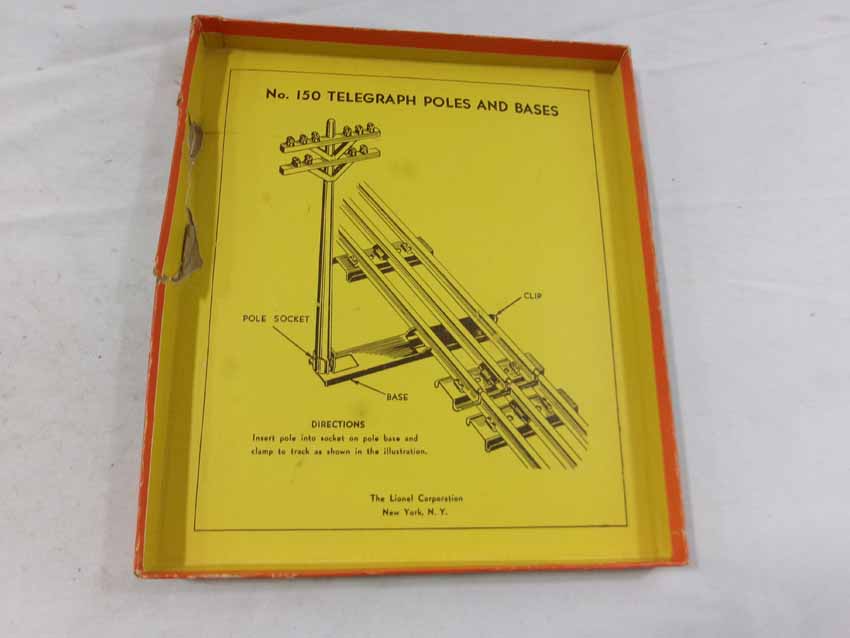 No. 150 TELEGRAPH POLES AND BASES
CLIP
POLE SOCKET
BASE
DIRECTIONS
Insert pole into socket on pole base and
clamp to track as shown in the illustration.
The Lionel Corporation
New York, N. Y.